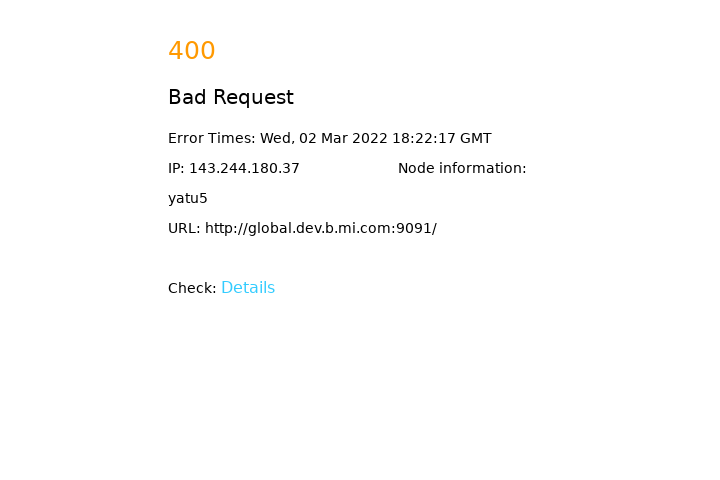 400
Bad Request
Error Times: Wed, 02 Mar 2022 18:22:17 GMT
IP: 143.244.180.37 Node information:
yatu5
URL: http://global.dev.b.mi.com:9091/
Check: Details